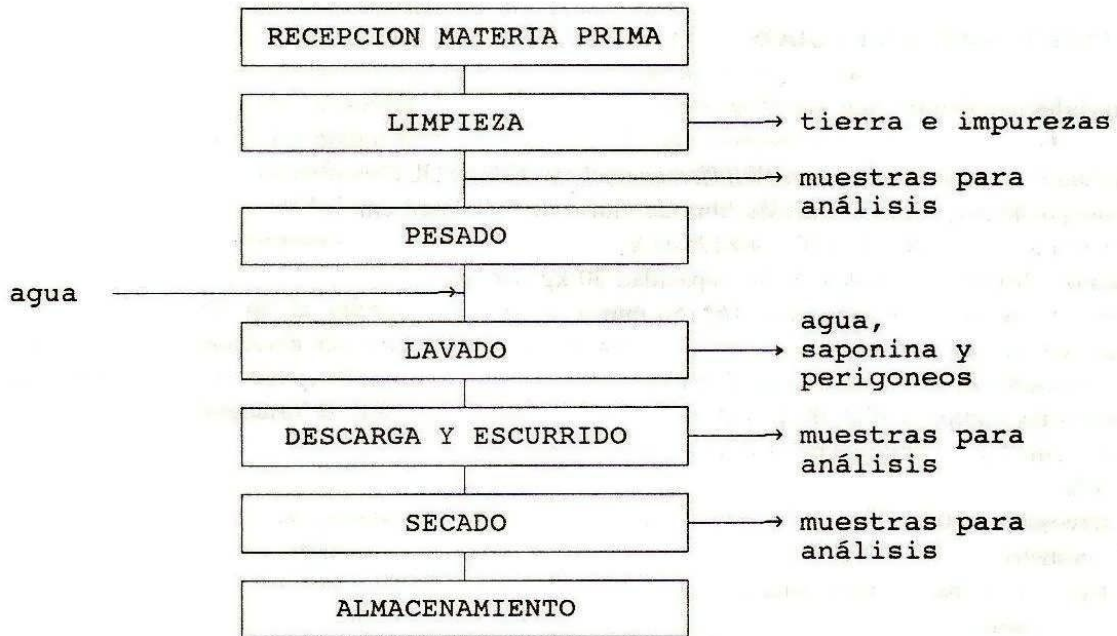 RECEPCION MATERIA PRIMA
LIMPIEZA
tierra e impurezas
muestras para
análisis
PESADO
agua
LAVADO
agua,
saponina y
perigoneos
DESCARGA Y ESCURRIDO
muestras para
análisis
SECADO
muestras para
análisis
ALMACENAMIENTO